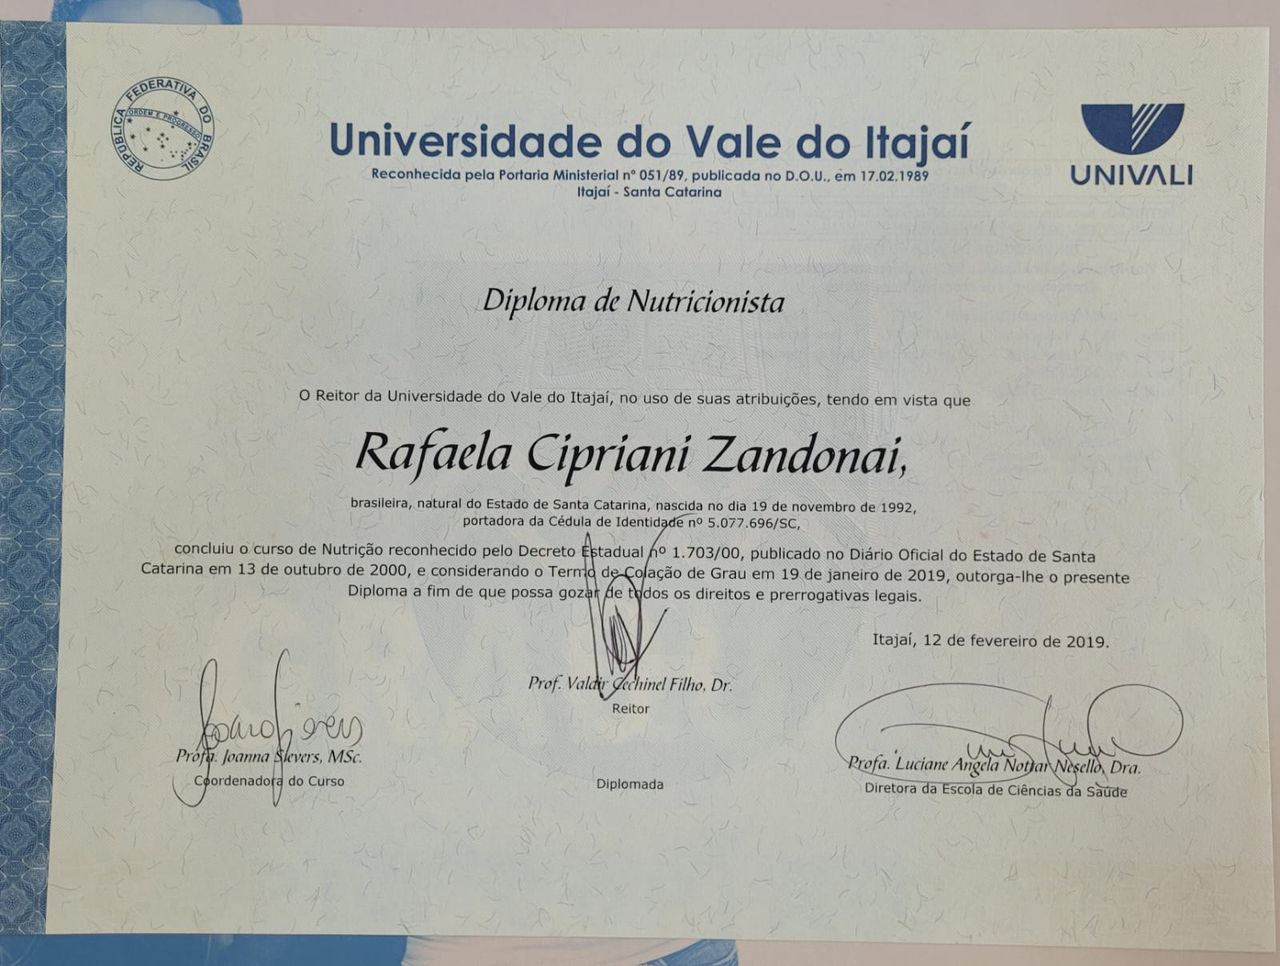 REPÚBLICA FEDERATIVA DO BRASIL
ORDEM E PROGRESSO
Universidade do Vale do Itajaí
Reconhecida pela Portaria Ministerial nº 051/89, publicada no D.O.U., em 17.02.1989
Itajaí - Santa Catarina
UNIVALI
Diploma de Nutricionista
O Reitor da Universidade do Vale do Itajaí, no uso de suas atribuições, tendo em vista que
Rafaela Cipriani Zandonai,
brasileira, natural do Estado de Santa Catarina, nascida no dia 19 de novembro de 1992,
portadora da Cédula de Identidade nº 5.077.696/SC,
concluiu o curso de Nutrição reconhecido pelo Decreto Estadual nº 1.703/00, publicado no Diário Oficial do Estado de Santa
Catarina em 13 de outubro de 2000, e considerando o Termo de Colação de Grau em 19 de janeiro de 2019, outorga-lhe o presente
Diploma a fim de que possa gozar de todos os direitos e prerrogativas legais.
Itajaí, 12 de fevereiro de 2019.
Prof. Valdir Cechinel Filho, Dr.
Reitor
Profa. Joanna Sievers, MSc.
Coordenadora do Curso
Diplomada
Profa. Luciane Angela Nottar Nesello, Dra.
Diretora da Escola de Ciências da Saúde